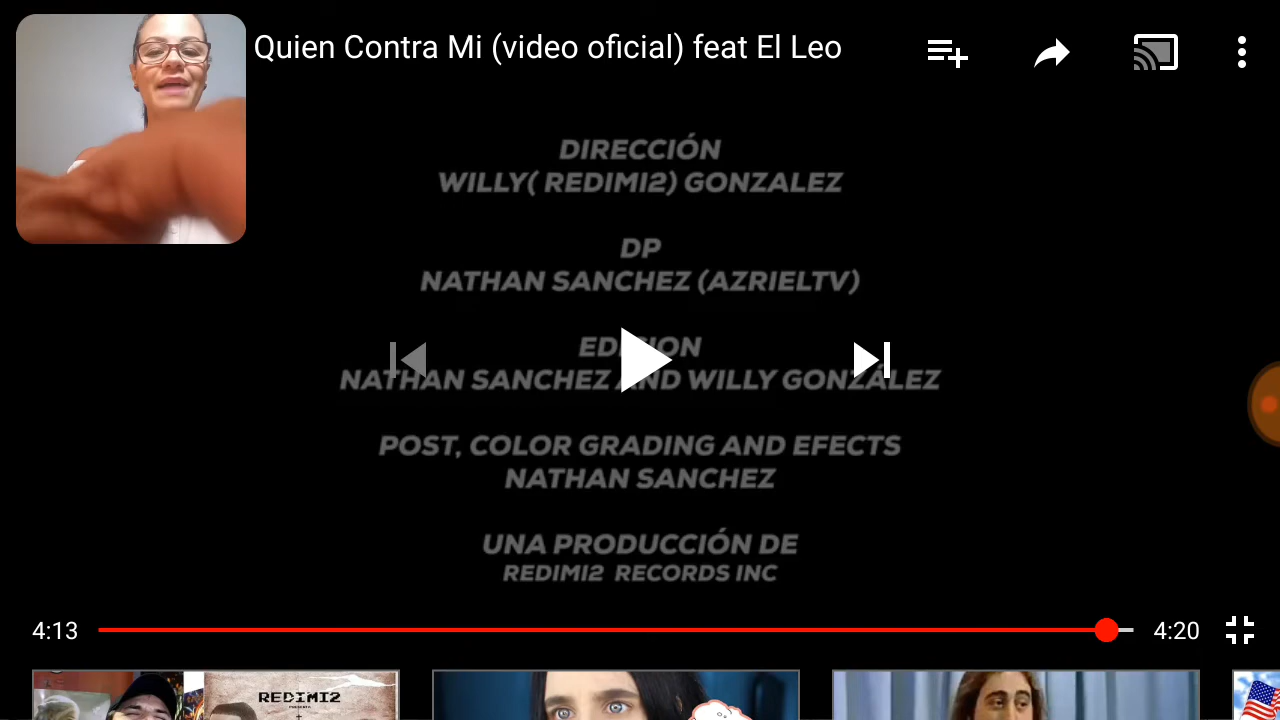 Quien Contra Mi (video oficial) feat El Leo
DIRECCIÓN
WILLY( REDIMI2) GONZALEZ
DP
NATHAN SANCHEZ (AZRIELTV)
EDICION
NATHAN SANCHEZ AND WILLY GONZÁLEZ
POST, COLOR GRADING AND EFECTS
NATHAN SANCHEZ
UNA PRODUCCIÓN DE
REDIMI2 RECORDS INC
4:13
4:20
REDIMI2